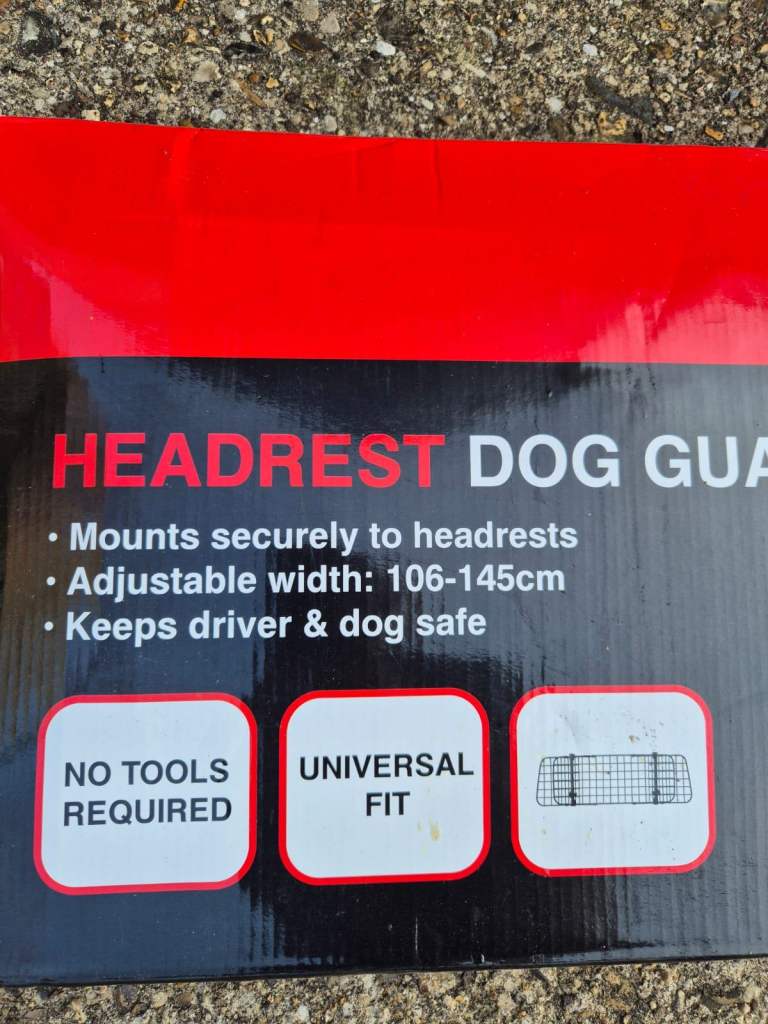 HEADREST DOG GUA
• Mounts securely to headrests
• Adjustable width: 106-145cm
• Keeps driver & dog safe
NO TOOLS
REQUIRED
UNIVERSAL
FIT